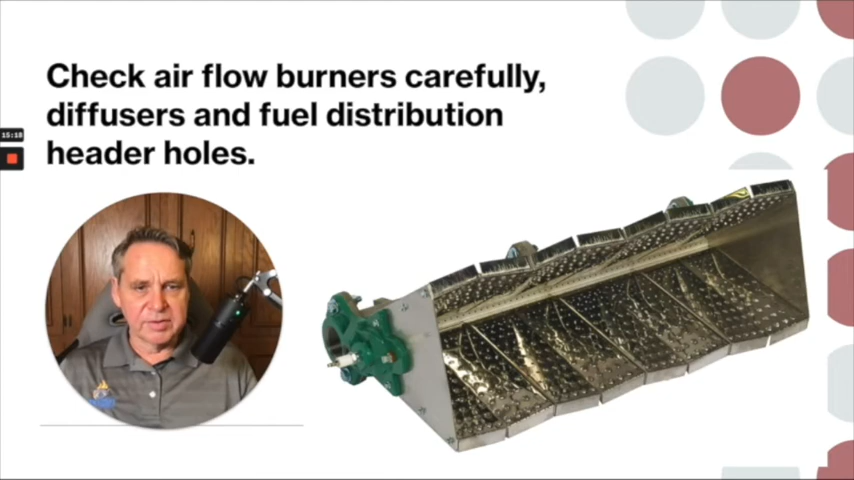 Check air flow burners carefully,
diffusers and fuel distribution
header holes.
15:18